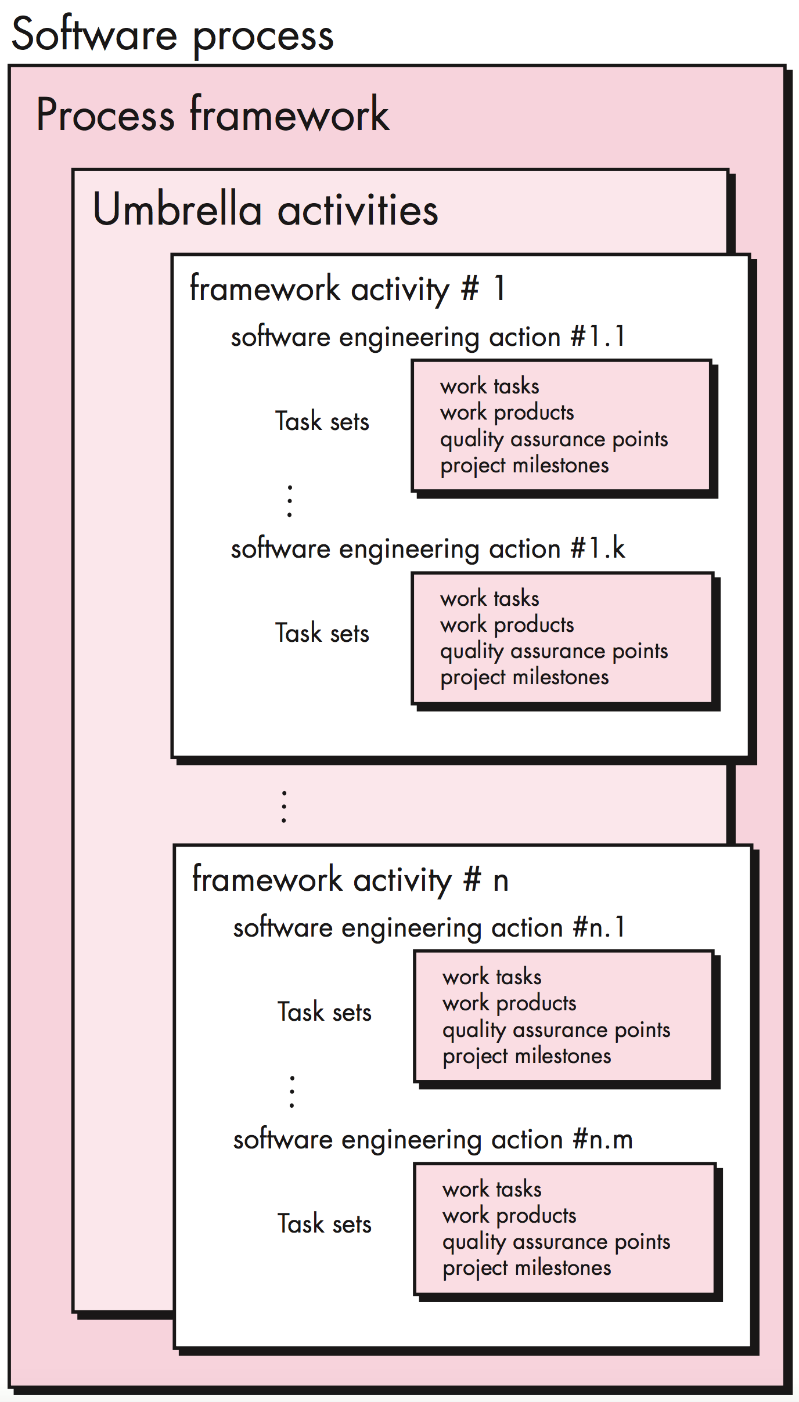 Software process
Process framework
Umbrella activities
framework activity # 1
software engineering action #1.1
Task sets
work tasks
work products
quality assurance points
project milestones
software engineering action #1.k
Task sets
work tasks
work products
quality assurance points
project milestones
framework activity # n
software engineering action #n.1
Task sets
work tasks
work products
quality assurance points
project milestones
software engineering action #n.m
Task sets
work tasks
work products
quality assurance points
project milestones